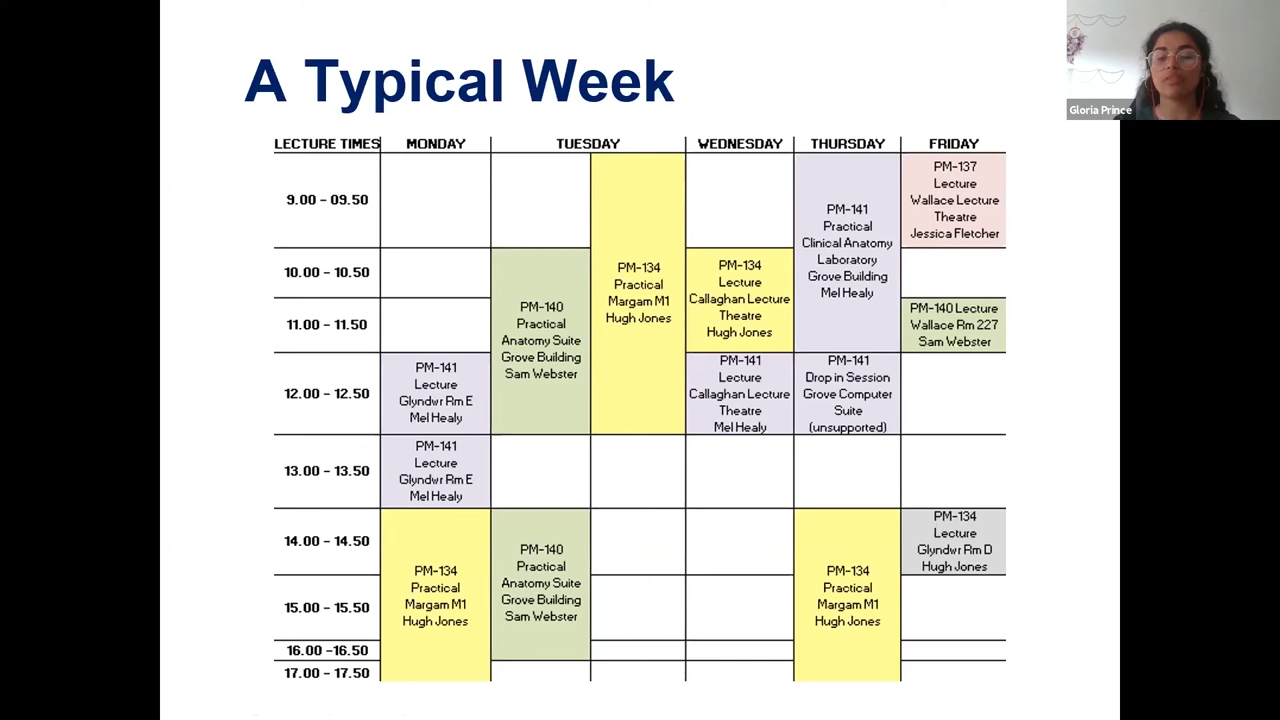 A Typical Week
Gloria Prince
LECTURE TIMES MONDAY TUESDAY WEDNESDAY THURSDAY FRIDAY
9.00 - 09.50
PM-134
Practical
Margam M1
Hugh Jones
PM-141
Practical
Clinical Anatomy
Laboratory
Grove Building
Mel Healy
PM-137
Lecture
Wallace Lecture
Theatre
Jessica Fletcher
10.00 - 10.50
PM-140
Practical
Anatomy Suite
Grove Building
Sam Webster
PM-134
Lecture
Callaghan Lecture
Theatre
Hugh Jones
11.00 - 11.50
PM-140 Lecture
Wallace Rm 227
Sam Webster
12.00 - 12.50
PM-141
Lecture
Glyndwr Rm E
Mel Healy
PM-141
Lecture
Callaghan Lecture
Theatre
Mel Healy
PM-141
Drop in Session
Grove Computer
Suite
(unsupported)
13.00 - 13.50
PM-141
Lecture
Glyndwr Rm E
Mel Healy
14.00 - 14.50
PM-134
Practical
Margam M1
Hugh Jones
PM-140
Practical
Anatomy Suite
Grove Building
Sam Webster
PM-134
Practical
Margam M1
Hugh Jones
PM-134
Lecture
Glyndwr Rm D
Hugh Jones
15.00 - 15.50
16.00 -16.50
17.00 - 17.50